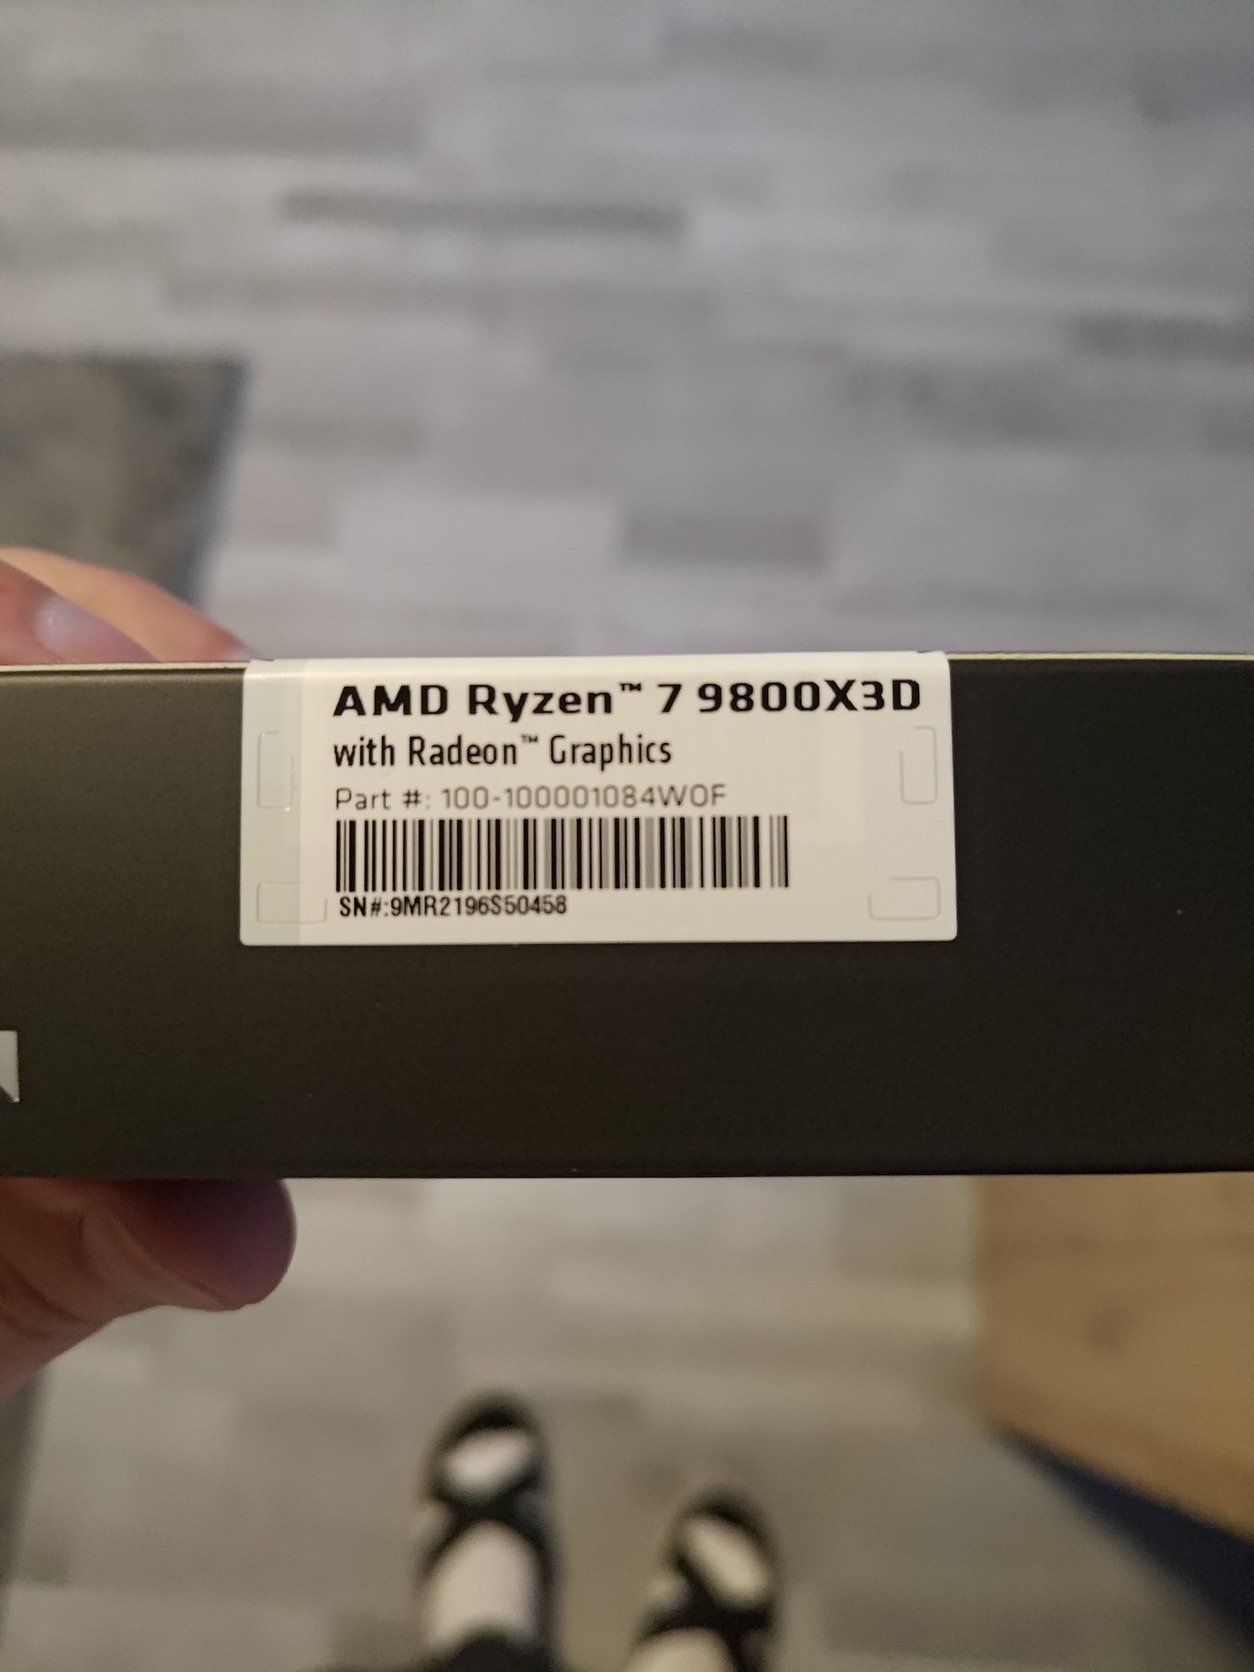 AMD Ryzen™ 7 9800X3D
with Radeon™ Graphics
Part #: 100-100001084WOF
SN#:9MR2196S50458